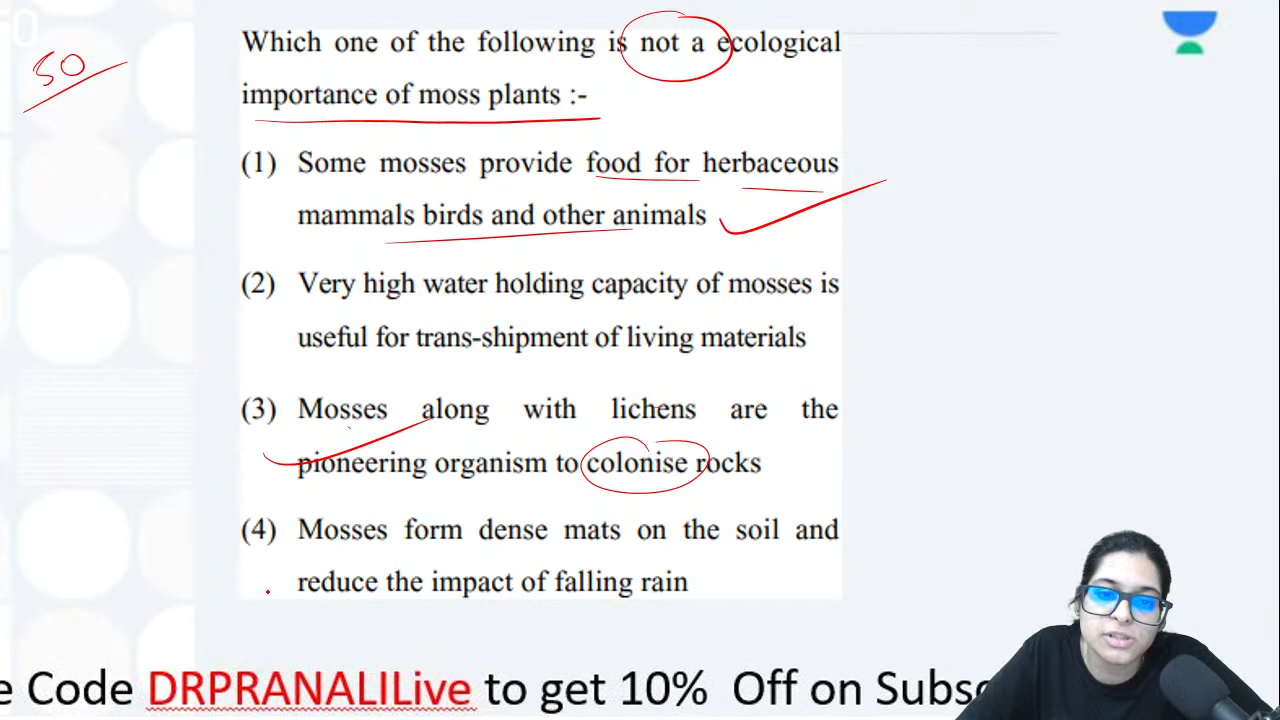 50
Which one of the following is not a ecological
importance of moss plants :-
(1) Some mosses provide food for herbaceous
mammals birds and other animals
(2) Very high water holding capacity of mosses is
useful for trans-shipment of living materials
(3) Mosses along with lichens are the
pioneering organism to colonise rocks
(4) Mosses form dense mats on the soil and
reduce the impact of falling rain
e Code DRPRANALILive to get 10% Off on Subs